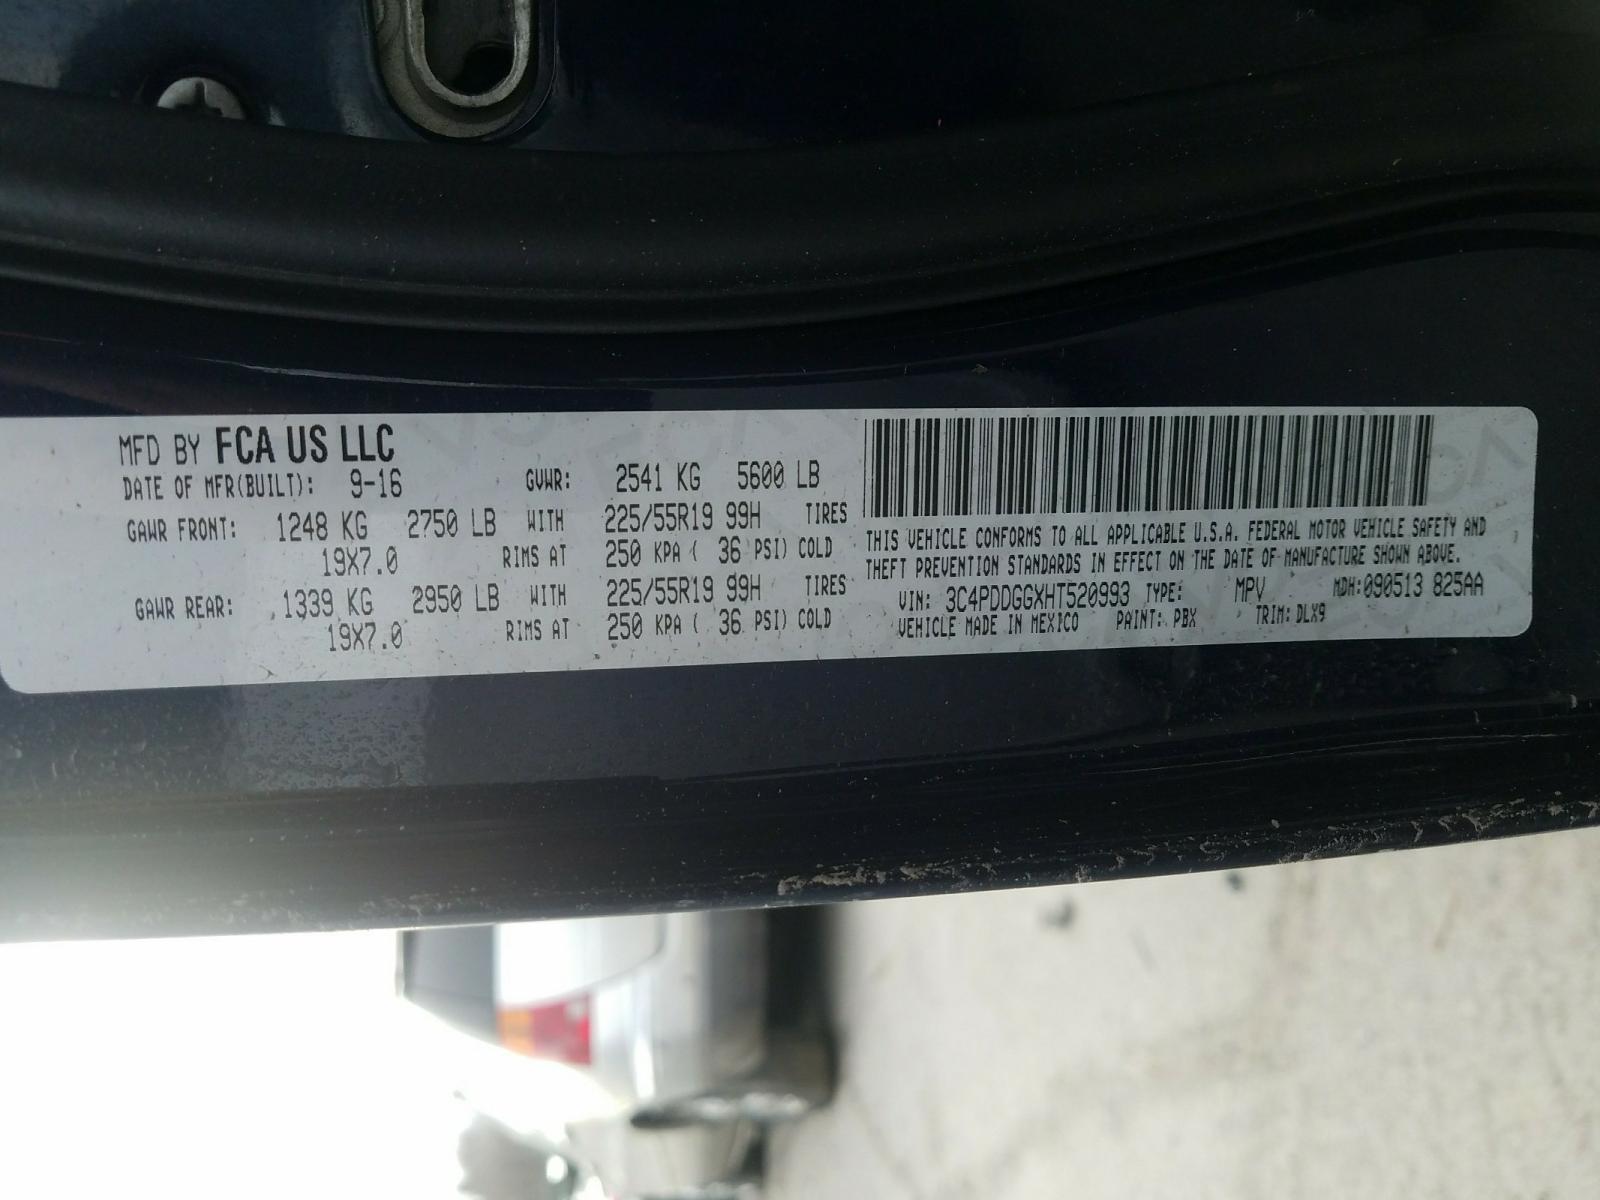 MFD BY FCA US LLC
DATE OF MFR(BUILT): 9-16 GVWR: 2541 KG 5600 LB
GAWR FRONT: 1248 KG 2750 LB WITH 225/55R19 99H TIRES
19X7.0 RIMS AT 250 KPA ( 36 PSI) COLD
GAWR REAR: 1339 KG 2950 LB WITH 225/55R19 99H TIRES
19X7.0 RIMS AT 250 KPA ( 36 PSI) COLD
THIS VEHICLE CONFORMS TO ALL APPLICABLE U.S.A. FEDERAL MOTOR VEHICLE SAFETY AND
THEFT PREVENTION STANDARDS IN EFFECT ON THE DATE OF MANUFACTURE SHOWN ABOVE.
VIN: 3C4PDDGGXHT520993 TYPE: MPV MDH:090513 825AA
VEHICLE MADE IN MEXICO PAINT: PBX TRIM: DLX9